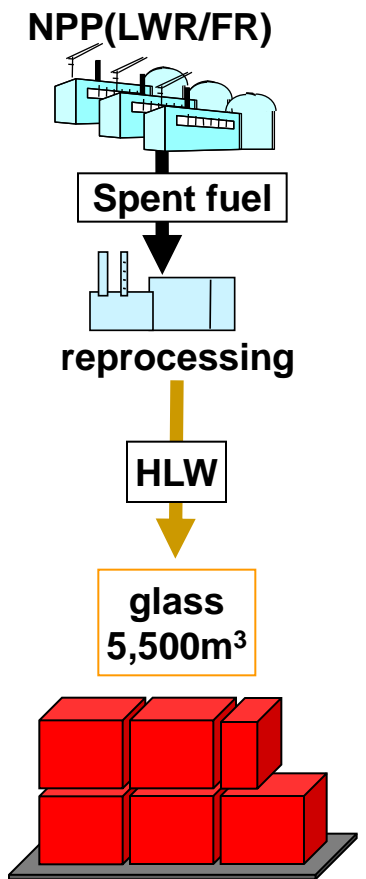 NPP(LWR/FR)
Spent fuel
reprocessing
HLW
glass
5,500m³